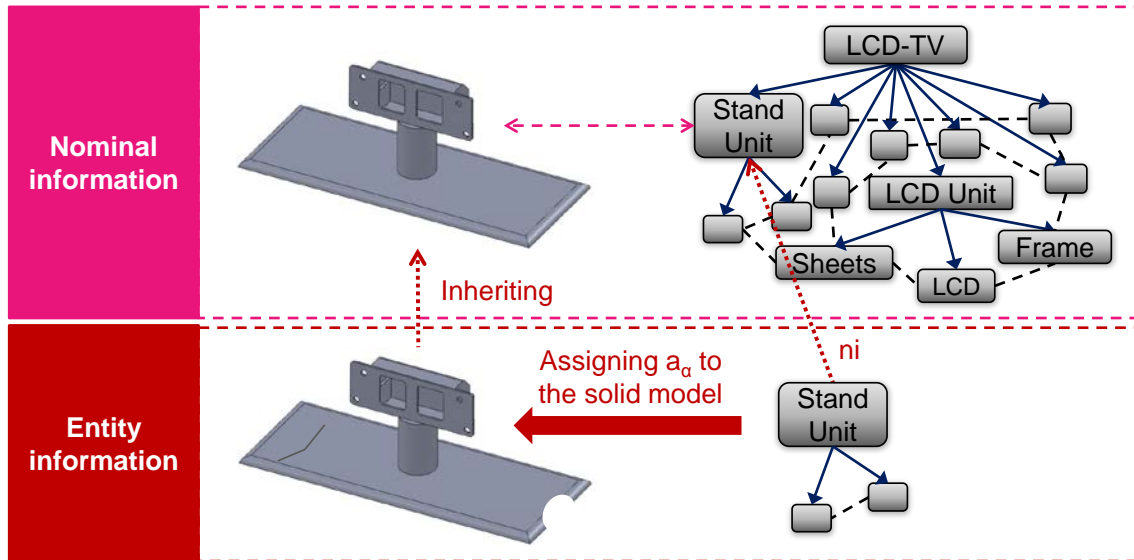 LCD-TV
Stand
Unit
Nominal
information
LCD Unit
Frame
Sheets
LCD
Inheriting
ni
Assigning aα to
the solid model
Stand
Unit
Entity
information